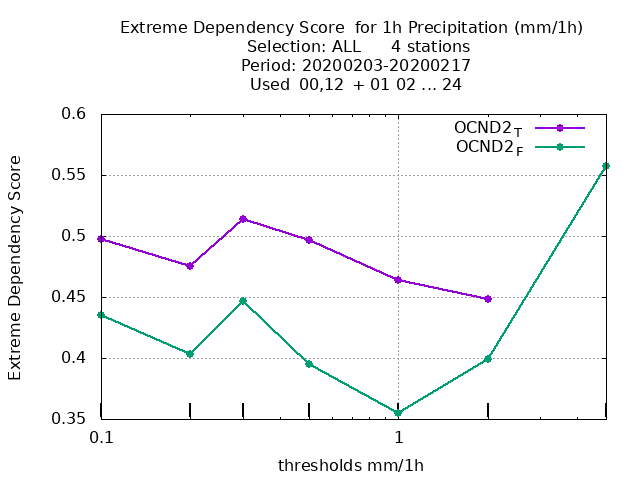 Extreme Dependency Score  for 1h Precipitation (mm/1h)
Selection: ALL      4 stations
Period: 20200203-20200217
Used  00,12  + 01 02 ... 24
0.6
OCND2T
OCND2F
0.55
0.5
0.45
0.4
0.35
Extreme Dependency Score
0.1
1
thresholds mm/1h